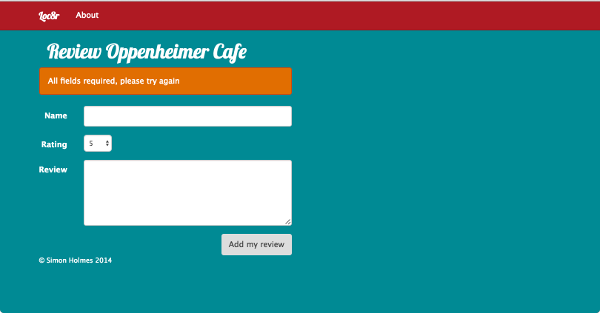 Loc8r About
Review Oppenheimer Cafe
All fields required, please try again
Name
Rating 5
Review
Add my review
© Simon Holmes 2014